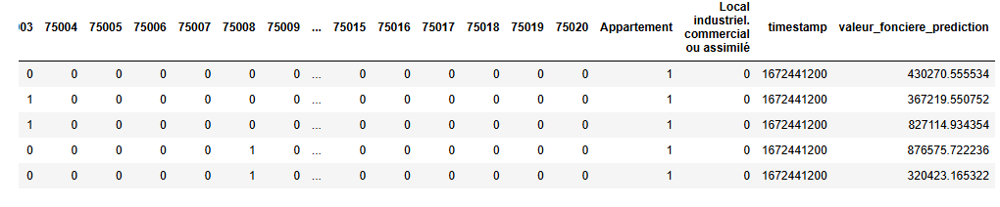 003 75004 75005 75006 75007 75008 75009 ... 75015 75016 75017 75018 75019 75020 Appartement Local industriel. commercial ou assimilé timestamp valeur_fonciere_prediction
0 0 0 0 0 0 0 ... 0 0 0 0 0 0 1 0 1672441200 430270.555534
1 0 0 0 0 0 0 ... 0 0 0 0 0 0 1 0 1672441200 367219.550752
1 0 0 0 0 0 0 ... 0 0 0 0 0 0 1 0 1672441200 827114.934354
0 0 0 0 0 1 0 ... 0 0 0 0 0 0 1 0 1672441200 876575.722236
0 0 0 0 0 1 0 ... 0 0 0 0 0 0 1 0 1672441200 320423.165322